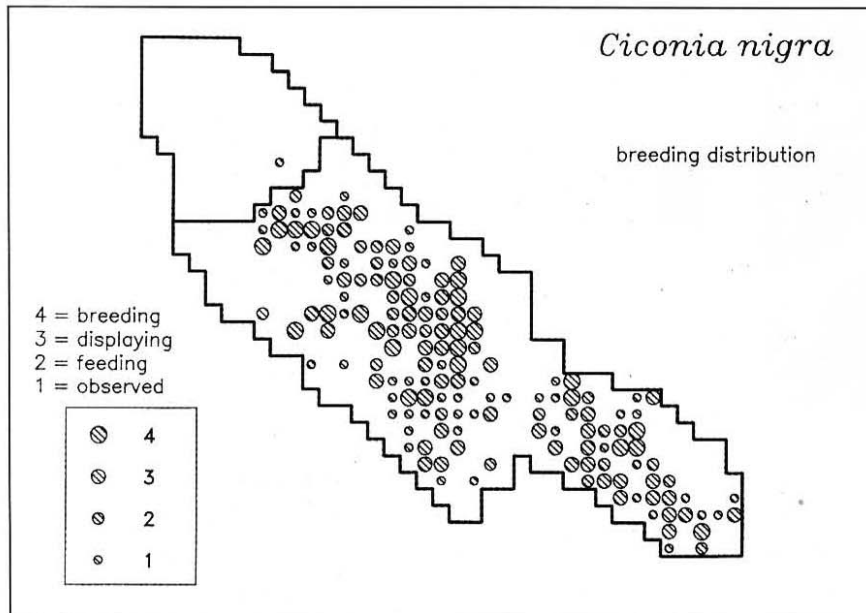 Ciconia nigra
breeding distribution
4 = breeding
3 = displaying
2 = feeding
1 = observed
4
3
2
1